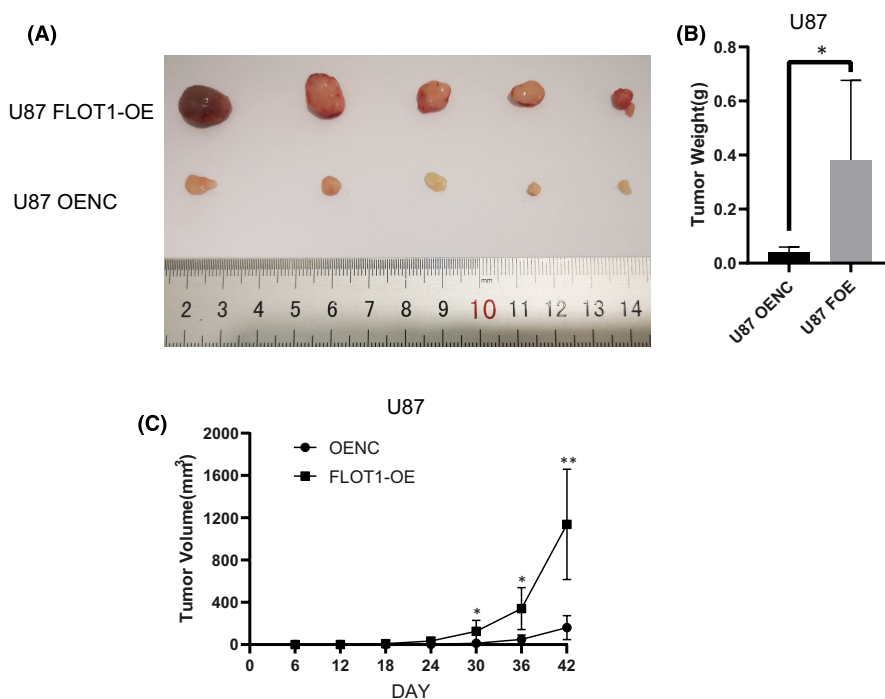 (A)
U87 FLOT1-OE
U87 OENC
mm
2 3 4 5 6 7 8 9 10 11 12 13 14
(B)
U87
Tumor Weight(g)
0.8
0.6
0.4
0.2
0.0
*
U87 OENC
U87 FOE
(C)
U87
Tumor Volume(mm³)
2000
1600
1200
800
400
0
OENC
FLOT1-OE
*
*
**
0 6 12 18 24 30 36 42
DAY